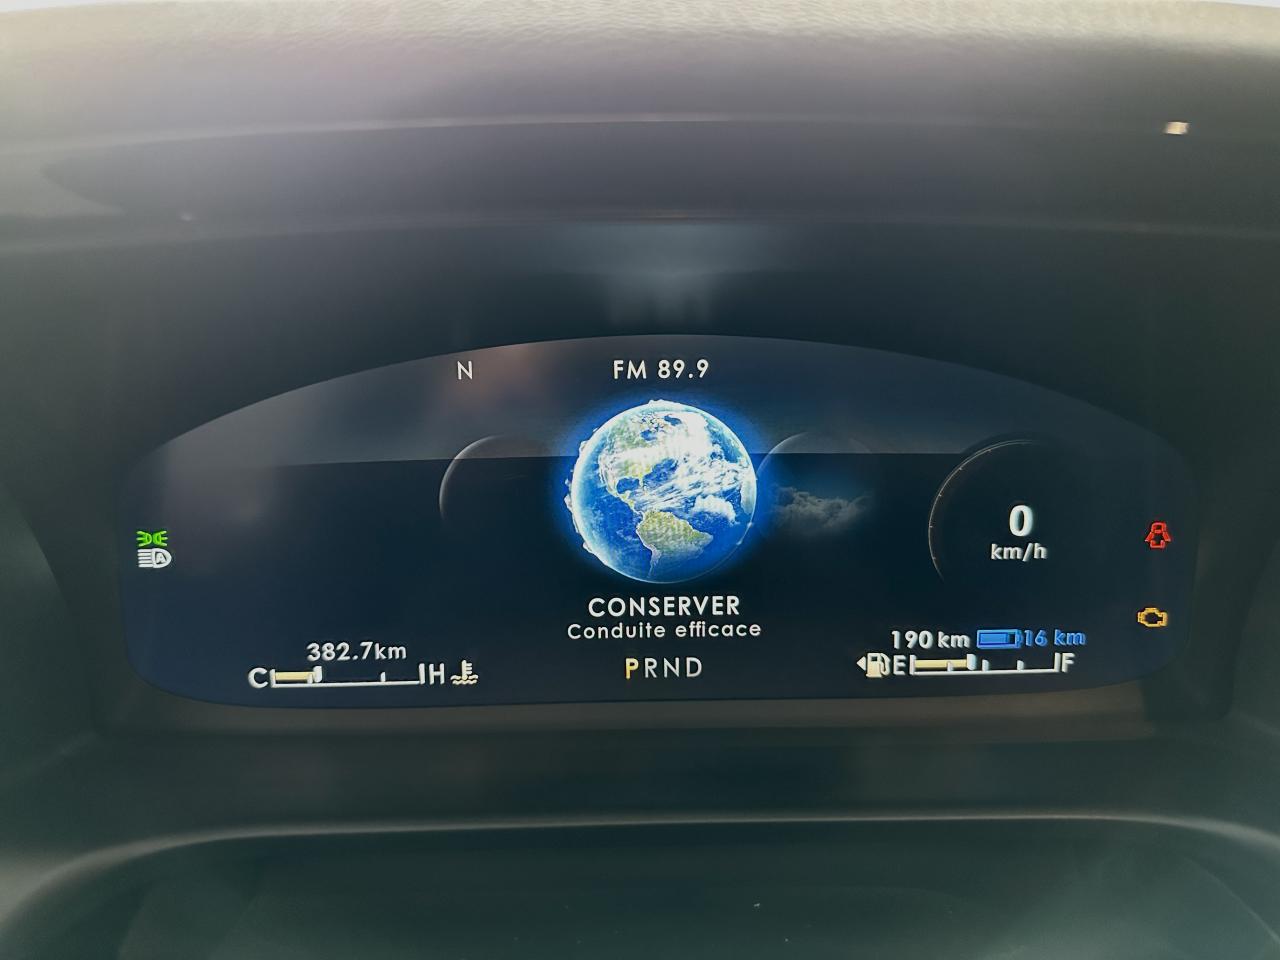 N
FM 89.9
0
km/h
CONSERVER
Conduite efficace
A
382.7km
190 km 16 km
C H
PRND
E F